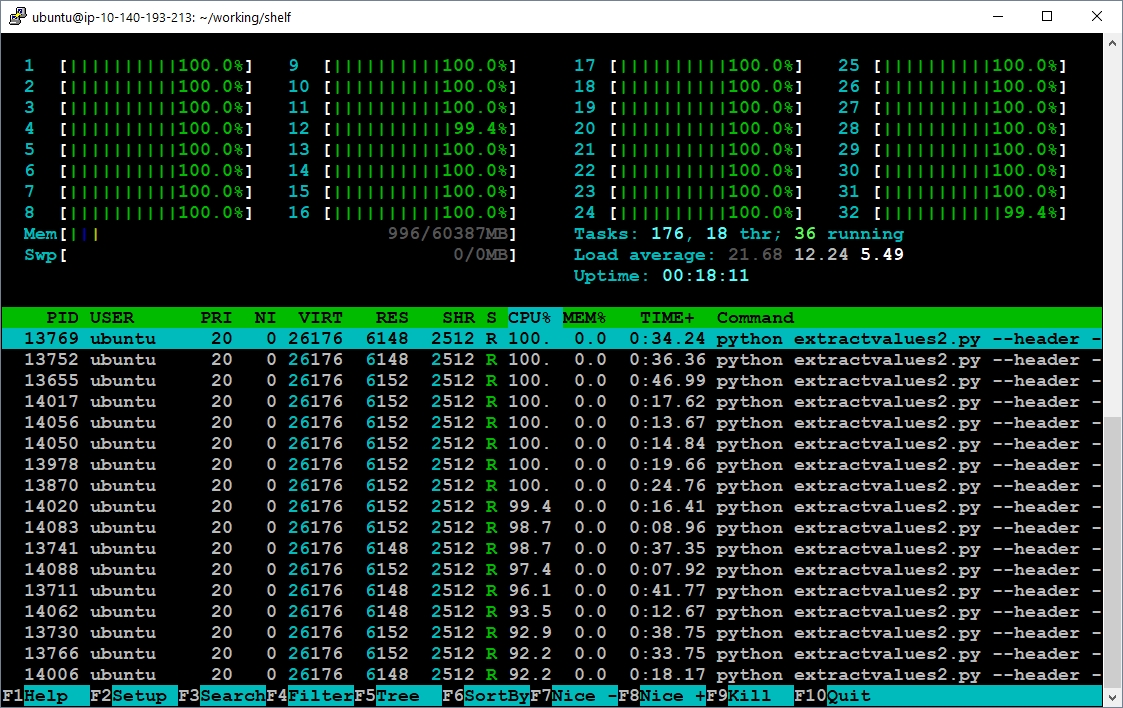 ubuntu@ip-10-140-193-213: ~/working/shelf
1 [||||||||||100.0%] 9 [||||||||||100.0%] 17 [||||||||||100.0%] 25 [||||||||||100.0%]
2 [||||||||||100.0%] 10 [||||||||||100.0%] 18 [||||||||||100.0%] 26 [||||||||||100.0%]
3 [||||||||||100.0%] 11 [||||||||||100.0%] 19 [||||||||||100.0%] 27 [||||||||||100.0%]
4 [||||||||||100.0%] 12 [|||||||||||99.4%] 20 [||||||||||100.0%] 28 [||||||||||100.0%]
5 [||||||||||100.0%] 13 [||||||||||100.0%] 21 [||||||||||100.0%] 29 [||||||||||100.0%]
6 [||||||||||100.0%] 14 [||||||||||100.0%] 22 [||||||||||100.0%] 30 [||||||||||100.0%]
7 [||||||||||100.0%] 15 [||||||||||100.0%] 23 [||||||||||100.0%] 31 [||||||||||100.0%]
8 [||||||||||100.0%] 16 [||||||||||100.0%] 24 [||||||||||100.0%] 32 [|||||||||||99.4%]
Mem[||| 996/60387MB] Tasks: 176, 18 thr; 36 running
Swp[ 0/0MB] Load average: 21.68 12.24 5.49
Uptime: 00:18:11
PID USER PRI NI VIRT RES SHR S CPU% MEM% TIME+ Command
13769 ubuntu 20 0 26176 6148 2512 R 100. 0.0 0:34.24 python extractvalues2.py --header -
13752 ubuntu 20 0 26176 6148 2512 R 100. 0.0 0:36.36 python extractvalues2.py --header -
13655 ubuntu 20 0 26176 6152 2512 R 100. 0.0 0:46.99 python extractvalues2.py --header -
14017 ubuntu 20 0 26176 6148 2512 R 100. 0.0 0:17.62 python extractvalues2.py --header -
14056 ubuntu 20 0 26176 6152 2512 R 100. 0.0 0:13.67 python extractvalues2.py --header -
14050 ubuntu 20 0 26176 6152 2512 R 100. 0.0 0:14.84 python extractvalues2.py --header -
13978 ubuntu 20 0 26176 6152 2512 R 100. 0.0 0:19.66 python extractvalues2.py --header -
13870 ubuntu 20 0 26176 6152 2512 R 100. 0.0 0:24.76 python extractvalues2.py --header -
14020 ubuntu 20 0 26176 6152 2512 R 99.4 0.0 0:16.41 python extractvalues2.py --header -
14083 ubuntu 20 0 26176 6152 2512 R 98.7 0.0 0:08.96 python extractvalues2.py --header -
13741 ubuntu 20 0 26176 6148 2512 R 98.7 0.0 0:37.35 python extractvalues2.py --header -
14088 ubuntu 20 0 26176 6152 2512 R 97.4 0.0 0:07.92 python extractvalues2.py --header -
13711 ubuntu 20 0 26176 6148 2512 R 96.1 0.0 0:41.77 python extractvalues2.py --header -
14062 ubuntu 20 0 26176 6148 2512 R 93.5 0.0 0:12.67 python extractvalues2.py --header -
13730 ubuntu 20 0 26176 6152 2512 R 92.9 0.0 0:38.75 python extractvalues2.py --header -
13766 ubuntu 20 0 26176 6152 2512 R 92.2 0.0 0:33.75 python extractvalues2.py --header -
14006 ubuntu 20 0 26176 6148 2512 R 92.2 0.0 0:18.17 python extractvalues2.py --header -
F1Help F2Setup F3SearchF4FilterF5Tree F6SortByF7Nice -F8Nice +F9Kill F10Quit